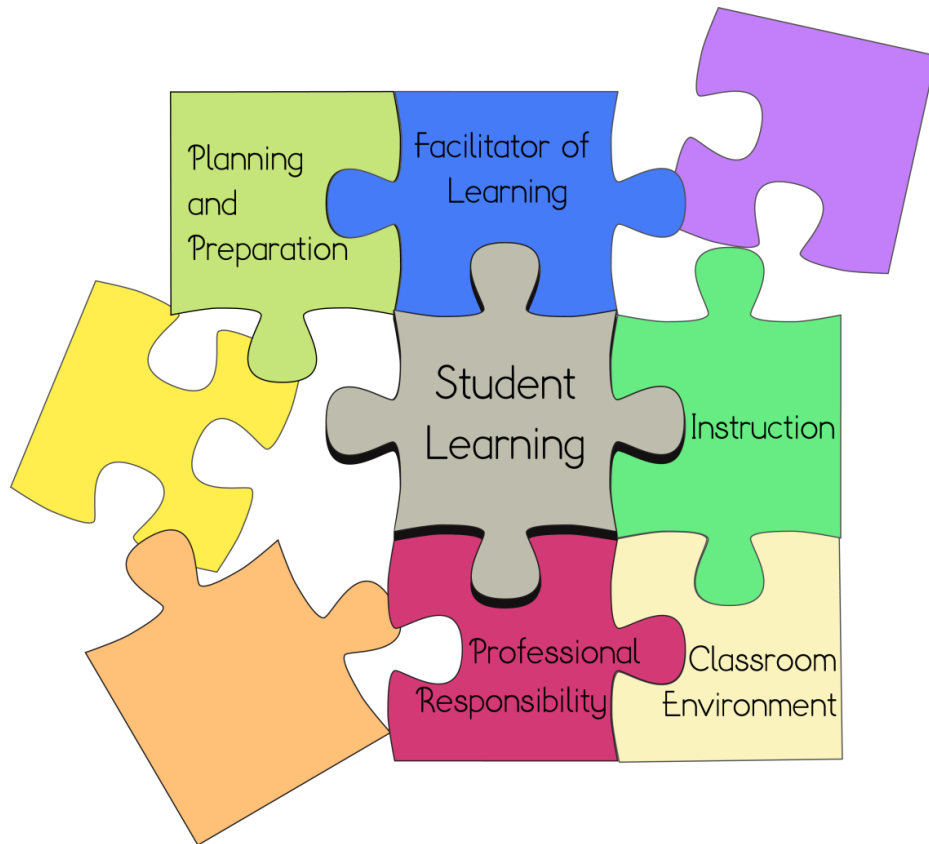 Planning
and
Preparation
Facilitator of
Learning
Student
Learning
Instruction
Professional
Responsibility
Classroom
Environment